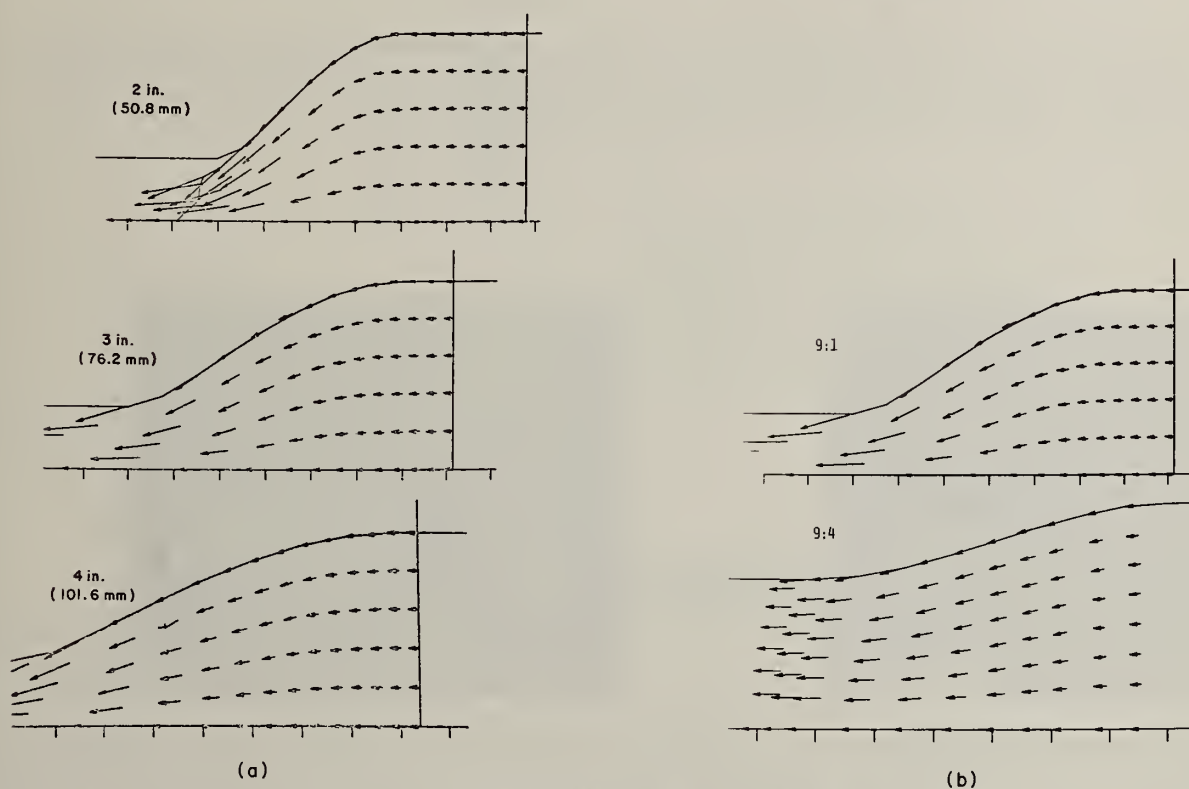 2 in.
(50.8 mm)
3 in.
(76.2 mm)
4 in.
(101.6 mm)
(a)
9:1
9:4
(b)